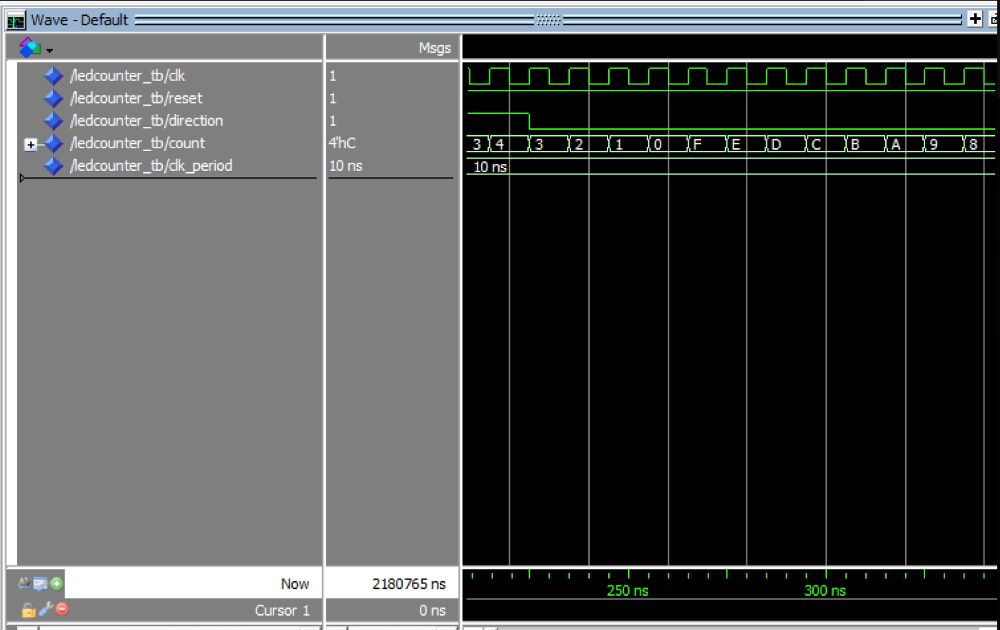 Wave - Default
Msgs
/ledcounter_tb/clk 1
/ledcounter_tb/reset 1
/ledcounter_tb/direction 1
/ledcounter_tb/count 4'hC 3 4 3 2 1 0 F E D C B A 9 8
/ledcounter_tb/clk_period 10 ns 10 ns
Now 2180765 ns 250 ns 300 ns
Cursor 1 0 ns